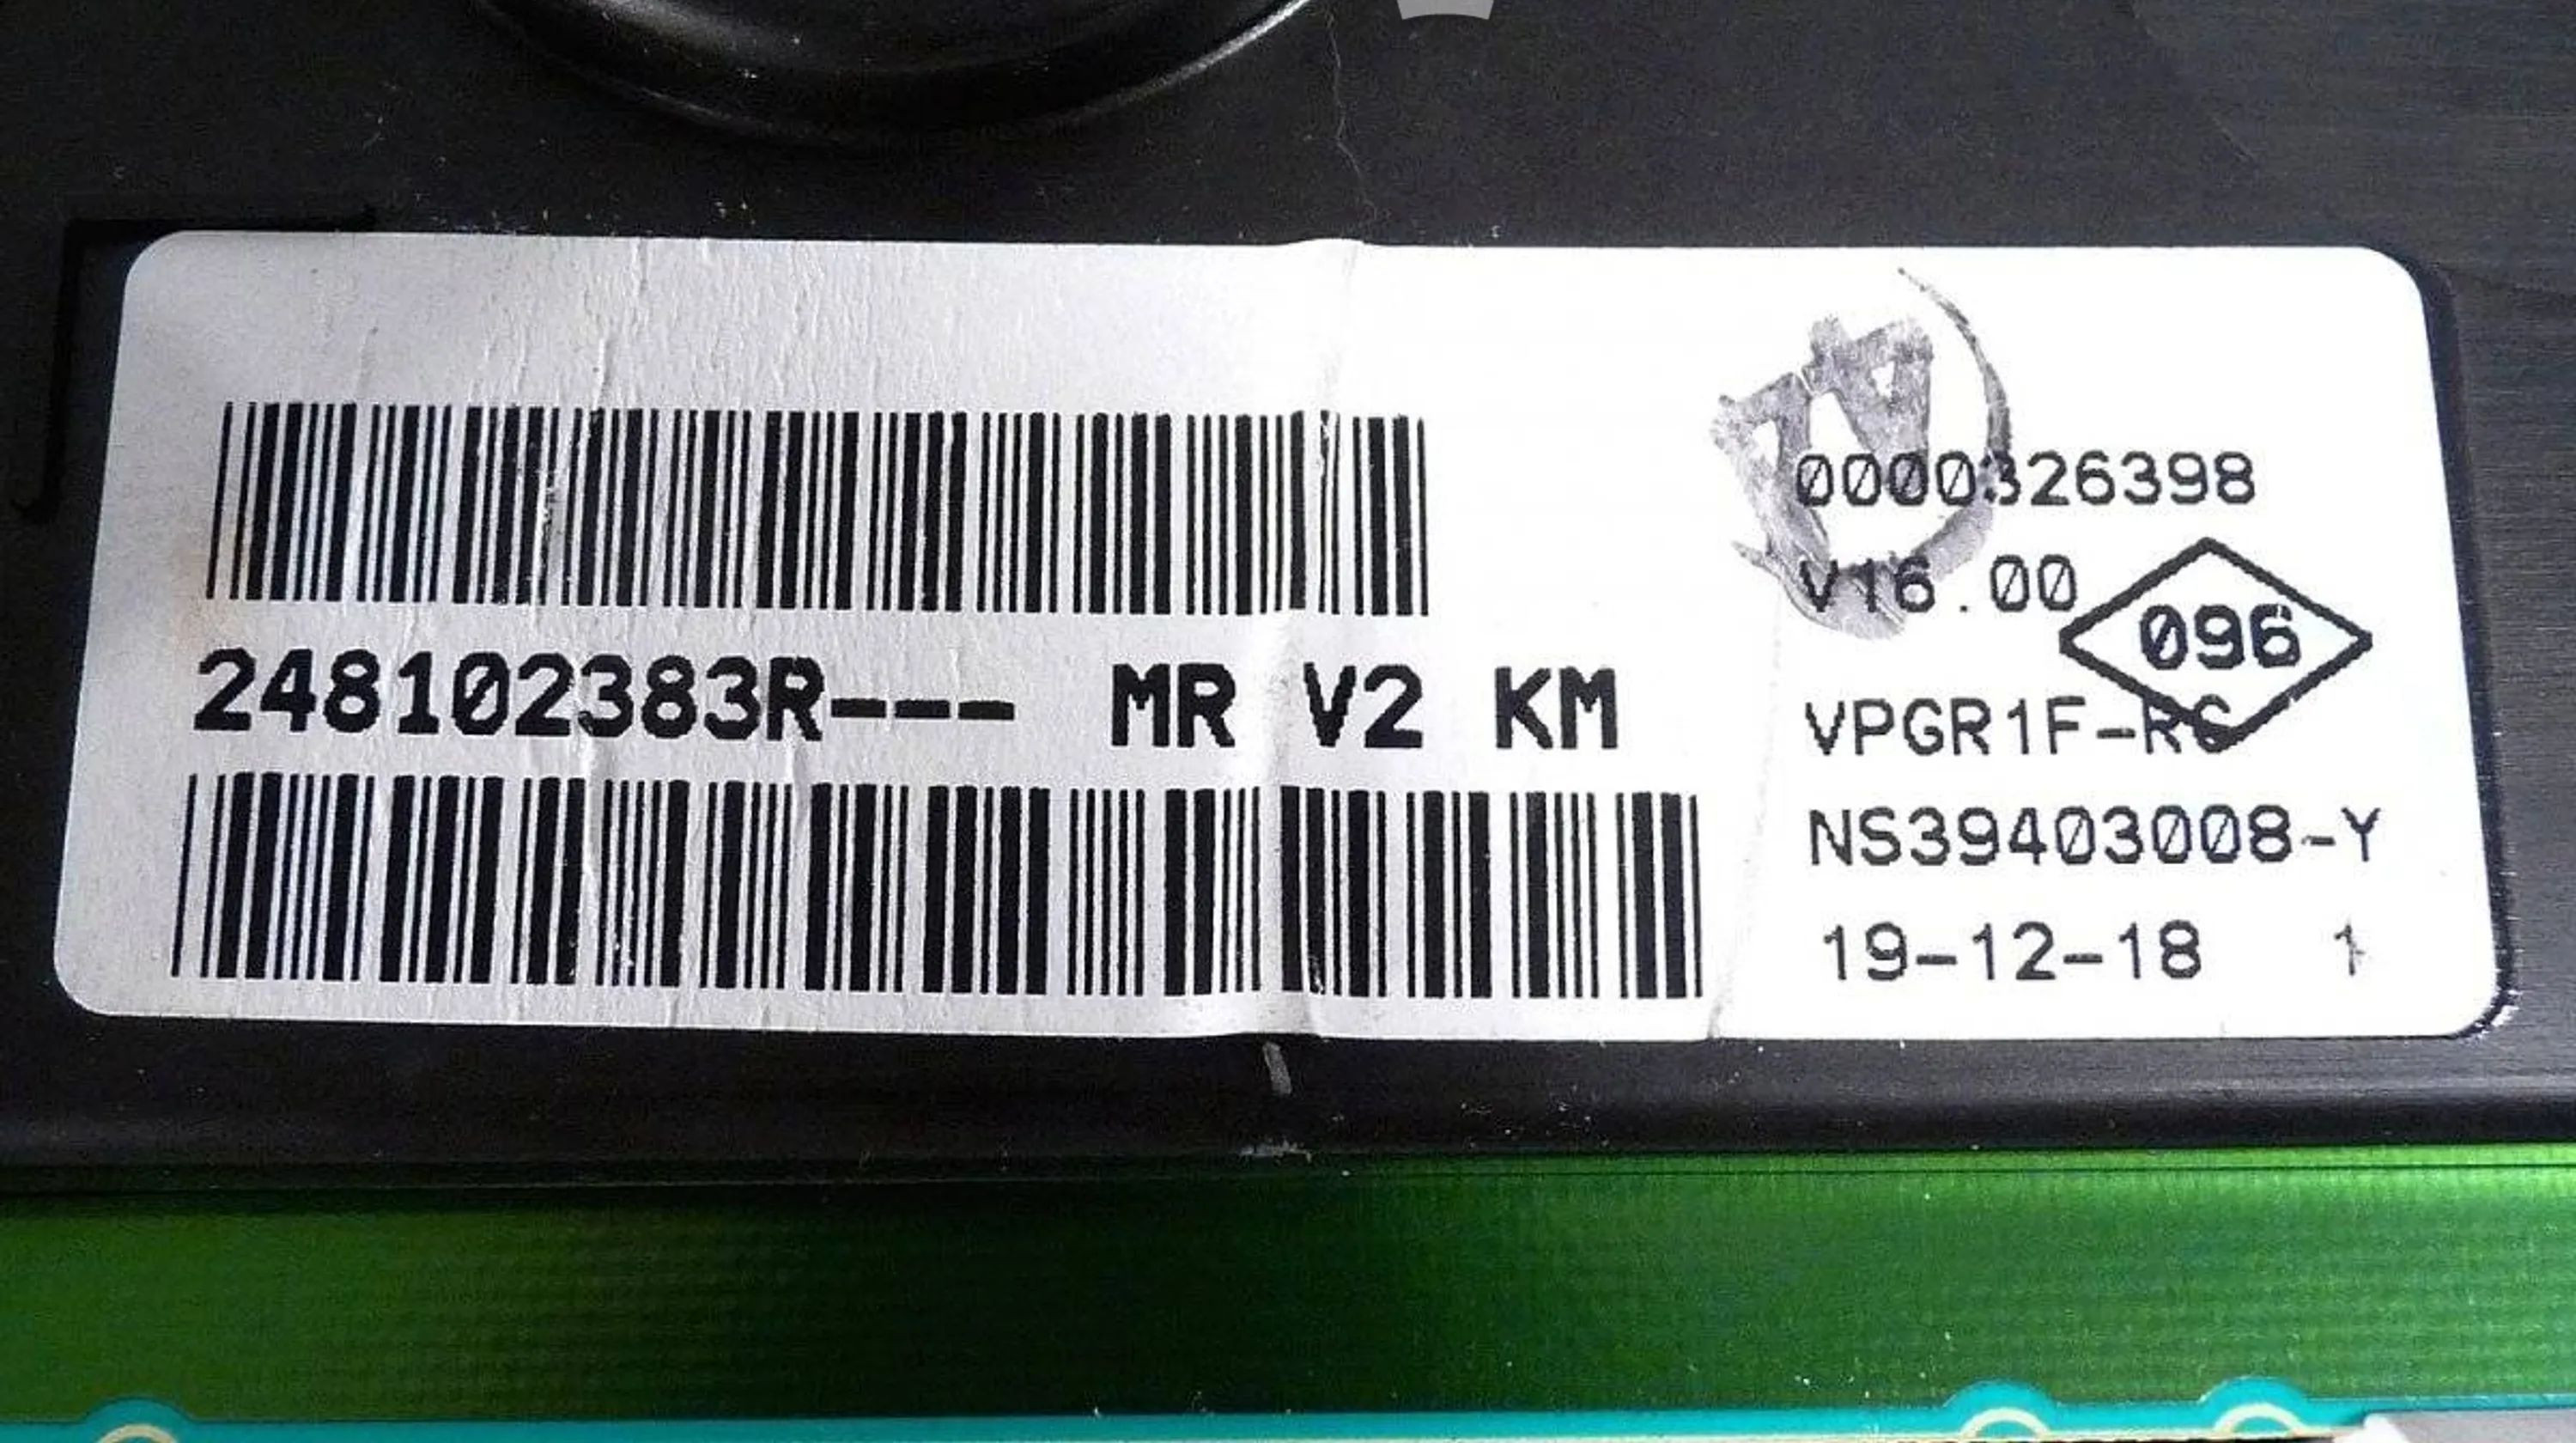 0000326398
V16.00
096
248102383R--- MR V2 KM
VPGR1F-RC
NS39403008-Y
19-12-18 1